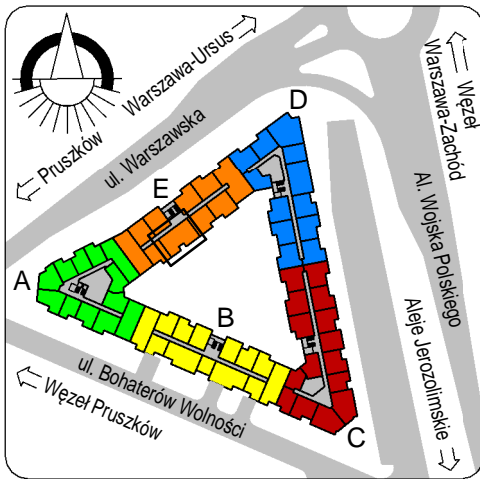 Warszawa-Ursus
Pruszków
ul. Warszawska
Węzeł
Warszawa-Zachód
D
E
A
B
C
Al. Wojska Polskiego
Aleje Jerozolimskie
ul. Bohaterów Wolności
Węzeł Pruszków